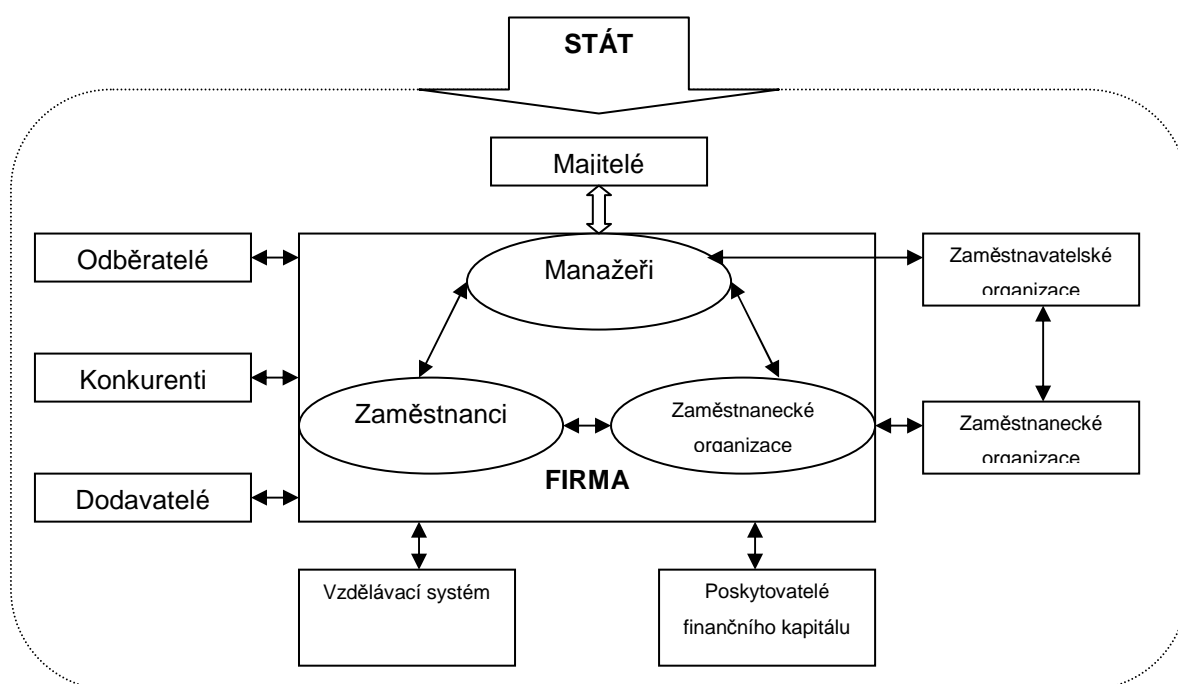 STÁT
Majitelé
Odběratelé
Manažeři
Zaměstnavatelské
organizace
Konkurenti
Zaměstnanci
Zaměstnanecké
organizace
Zaměstnanecké
organizace
Dodavatelé
FIRMA
Vzdělávací systém
Poskytovatelé
finančního kapitálu